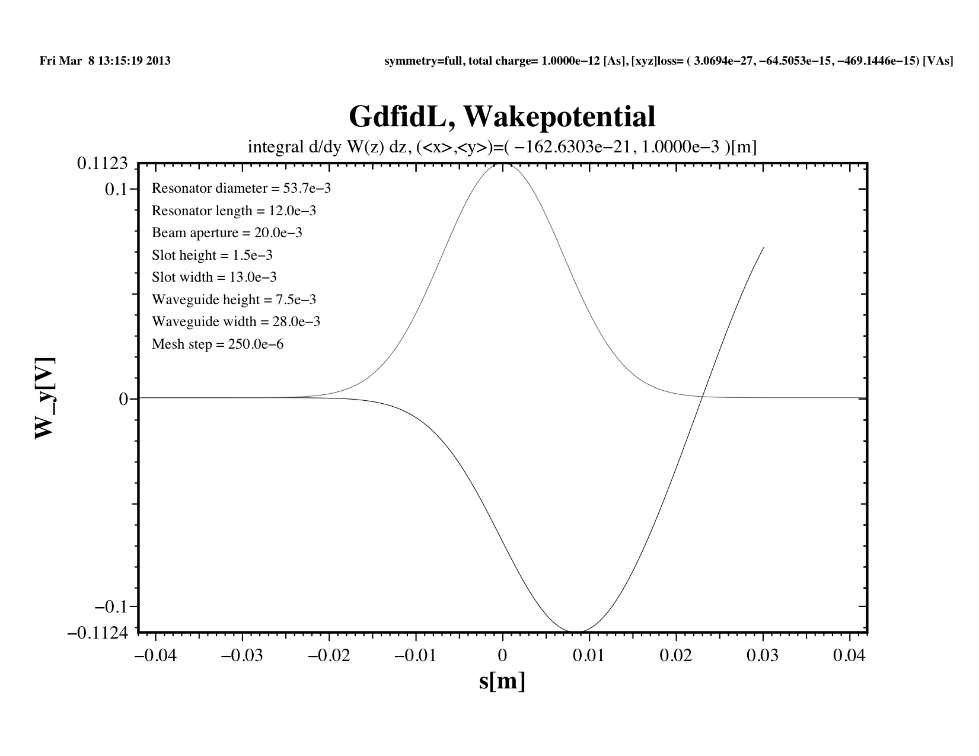 Fri Mar 8 13:15:19 2013
symmetry=full, total charge= 1.0000e−12 [As], [xyz]loss= ( 3.0694e−27, −64.5053e−15, −469.1446e−15) [VAs]
GdfidL, Wakepotential
integral d/dy W(z) dz, (<x>,<y>)=( −162.6303e−21, 1.0000e−3 )[m]
0.1123
0.1
Resonator diameter = 53.7e−3
Resonator length = 12.0e−3
Beam aperture = 20.0e−3
Slot height = 1.5e−3
Slot width = 13.0e−3
Waveguide height = 7.5e−3
Waveguide width = 28.0e−3
Mesh step = 250.0e−6
W_y[V]
0
−0.1
−0.1124
−0.04 −0.03 −0.02 −0.01 0 0.01 0.02 0.03 0.04
s[m]